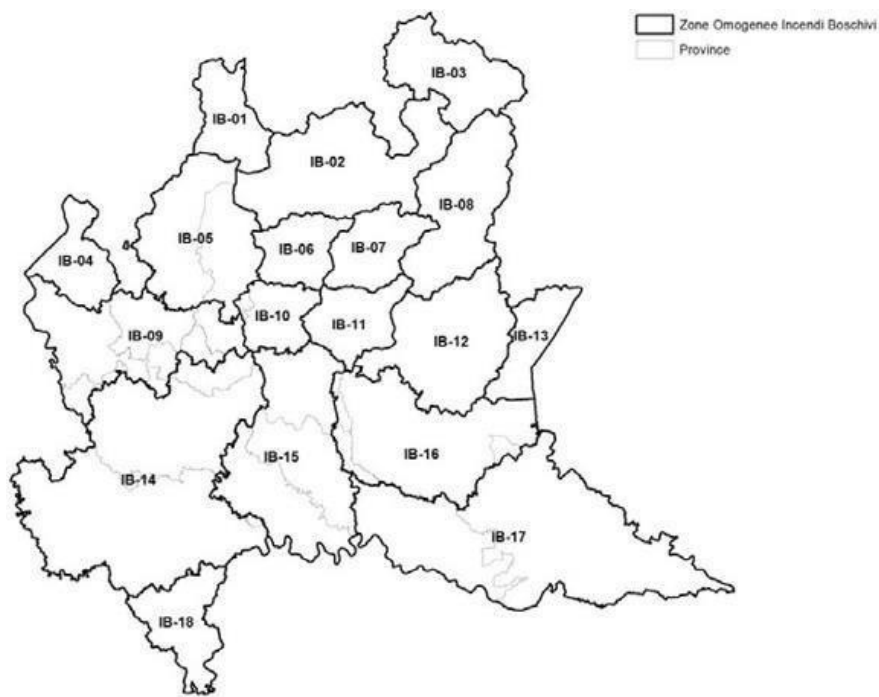 Zone Omogenee Incendi Boschivi
Province
IB-03
IB-01
IB-02
IB-08
IB-05
IB-06
IB-07
IB-04
IB-10
IB-11
IB-09
IB-12
IB-13
IB-15
IB-16
IB-14
IB-17
IB-18